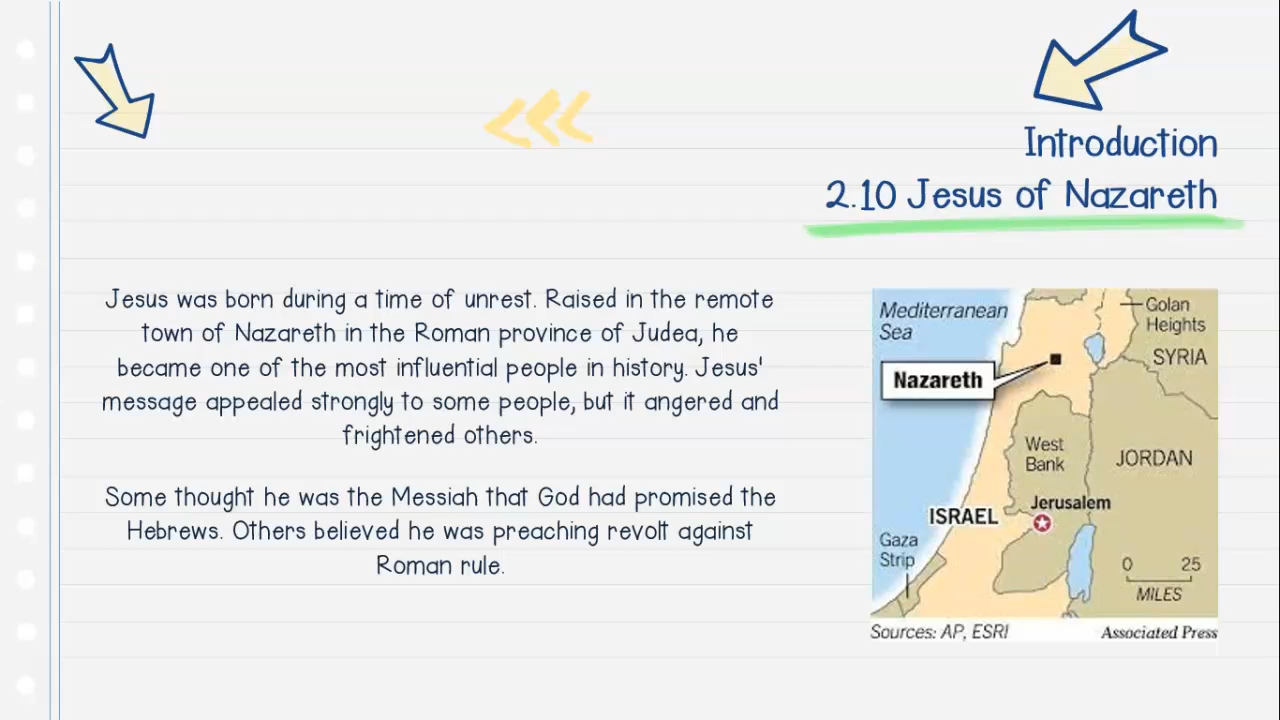 Introduction
2.10 Jesus of Nazareth
Jesus was born during a time of unrest. Raised in the remote
town of Nazareth in the Roman province of Judea, he
became one of the most influential people in history. Jesus'
message appealed strongly to some people, but it angered and
frightened others.
Some thought he was the Messiah that God had promised the
Hebrews. Others believed he was preaching revolt against
Roman rule.
Mediterranean
Sea
Golan
Heights
SYRIA
Nazareth
West
Bank
JORDAN
Jerusalem
ISRAEL
Gaza
Strip
0 25
MILES
Sources: AP, ESRI
Associated Press